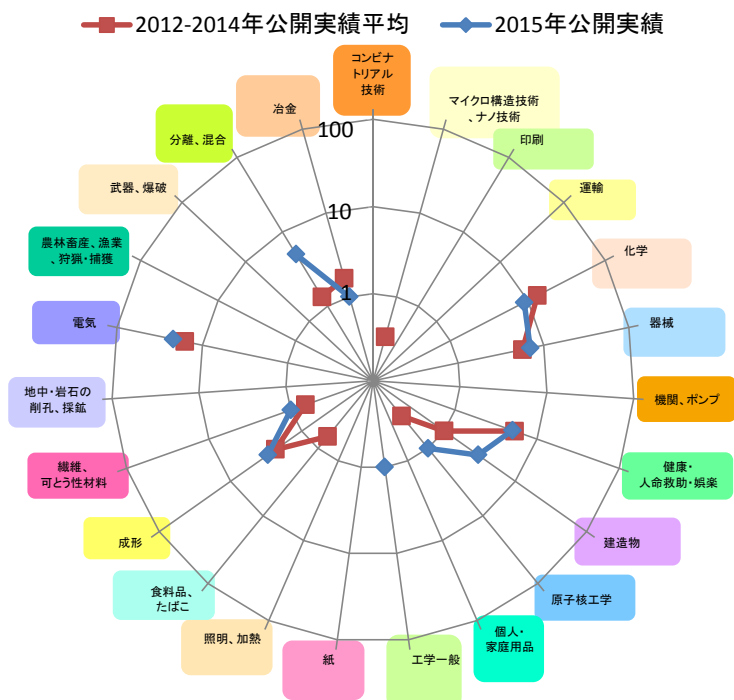 2012-2014年公開実績平均
2015年公開実績
コンビナ
トリアル
技術
マイクロ構造技術
、ナノ技術
印刷
運輸
化学
器械
機関、ポンプ
健康・
人命救助・娯楽
建造物
原子核工学
個人・
家庭用品
工学一般
紙
照明、加熱
食料品、
たばこ
成形
繊維、
可とう性材料
地中・岩石の
削孔、採鉱
電気
農林畜産、漁業
、狩猟・捕獲
武器、爆破
分離、混合
冶金
100
10
1